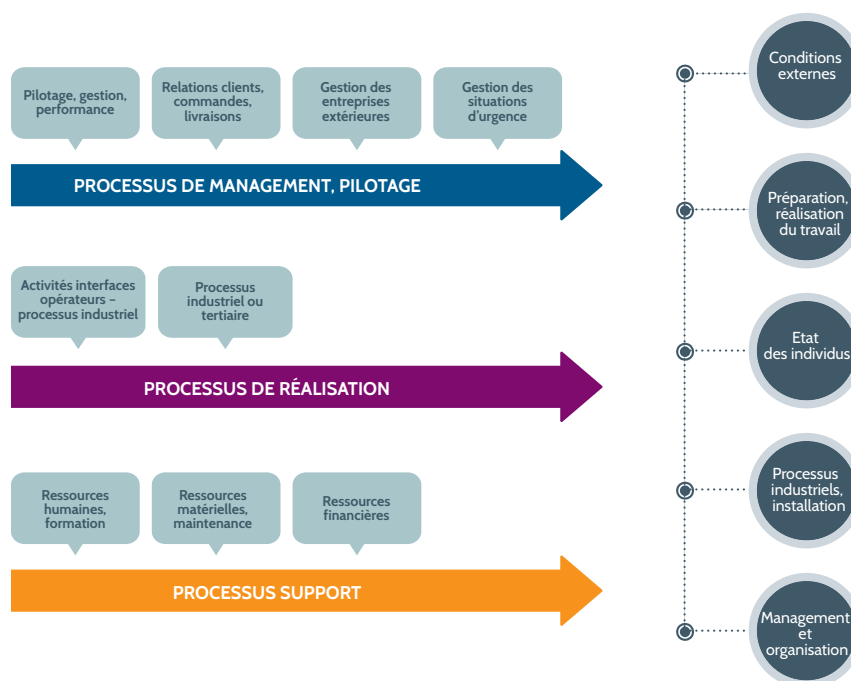 Pilotage, gestion,
performance
Relations clients,
commandes,
livraisons
Gestion des
entreprises
extérieures
Gestion des
situations
d'urgence
PROCESSUS DE MANAGEMENT, PILOTAGE
Activités interfaces
opérateurs –
processus industriel
Processus
industriel ou
tertiaire
PROCESSUS DE RÉALISATION
Ressources
humaines,
formation
Ressources
matérielles,
maintenance
Ressources
financières
PROCESSUS SUPPORT
Conditions
externes
Préparation,
réalisation
du travail
Etat
des individus
Processus
industriels,
installation
Management
et
organisation